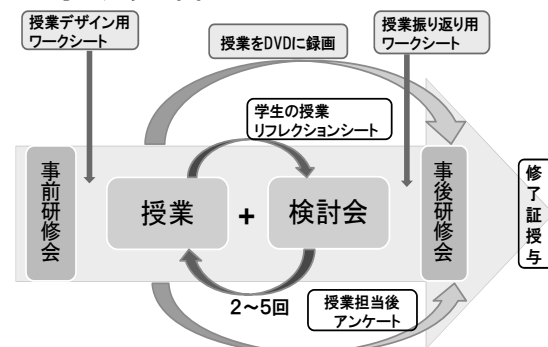 授業デザイン用
ワークシート
授業をDVDに録画
授業振り返り用
ワークシート
学生の授業
リフレクションシート
事前研修会
授業
+
検討会
事後研修会
修了証授与
2～5回
授業担当後
アンケート